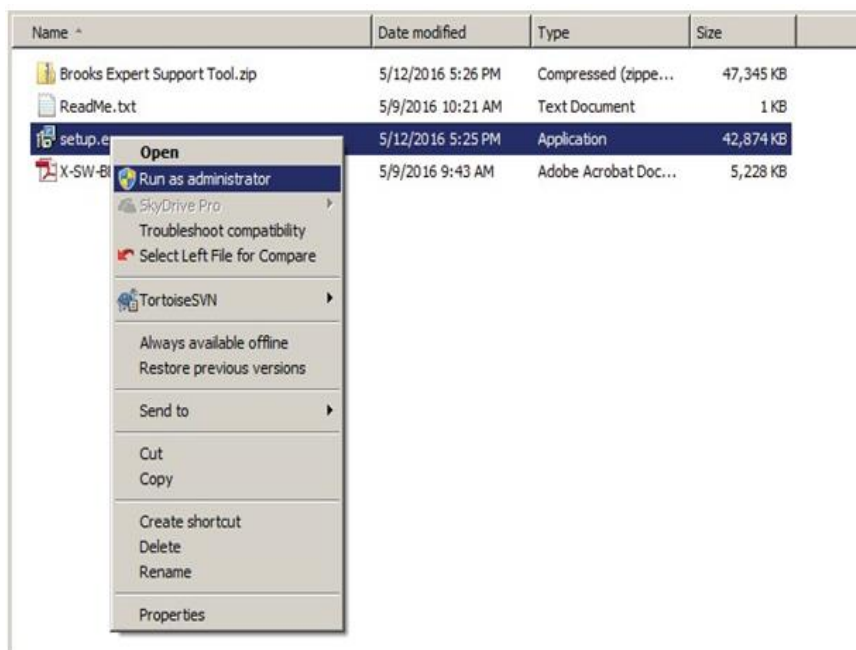 Name Date modified Type Size
Brooks Expert Support Tool.zip 5/12/2016 5:26 PM Compressed (zippe... 47,345 KB
ReadMe.txt 5/9/2016 10:21 AM Text Document 1 KB
setup.e 5/12/2016 5:25 PM Application 42,874 KB
X-SW-Bl 5/9/2016 9:43 AM Adobe Acrobat Doc... 5,228 KB
Open
Run as administrator
SkyDrive Pro
Troubleshoot compatibility
Select Left File for Compare
TortoiseSVN
Always available offline
Restore previous versions
Send to
Cut
Copy
Create shortcut
Delete
Rename
Properties